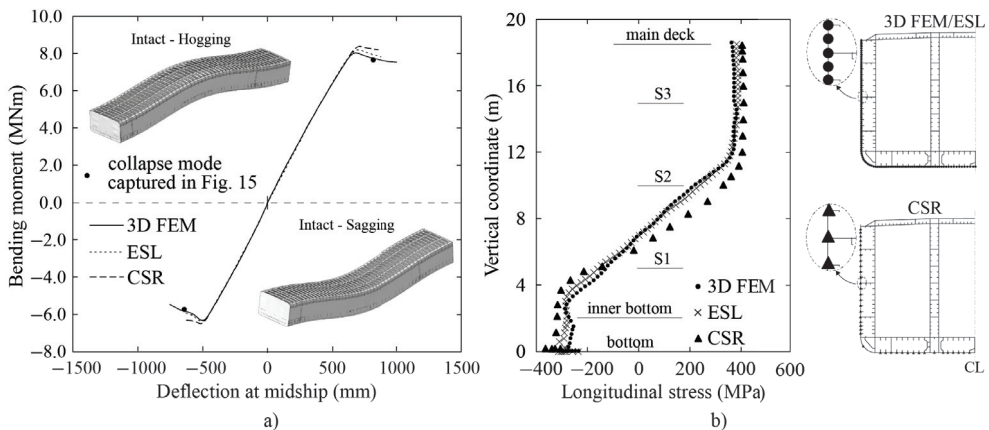 10.0
8.0
6.0
4.0
2.0
0.0
−2.0
−4.0
−6.0
−8.0
Bending moment (MNm)
Intact - Hogging
collapse mode
captured in Fig. 15
3D FEM
ESL
CSR
Intact - Sagging
−1500 −1000 −500 0 500 1000 1500
Deflection at midship (mm)
a)
20
16
12
8
4
0
Vertical coordinate (m)
main deck
S3
S2
S1
inner bottom
bottom
3D FEM
ESL
CSR
−400 −200 0 200 400 600
Longitudinal stress (MPa)
b)
3D FEM/ESL
CSR
CL